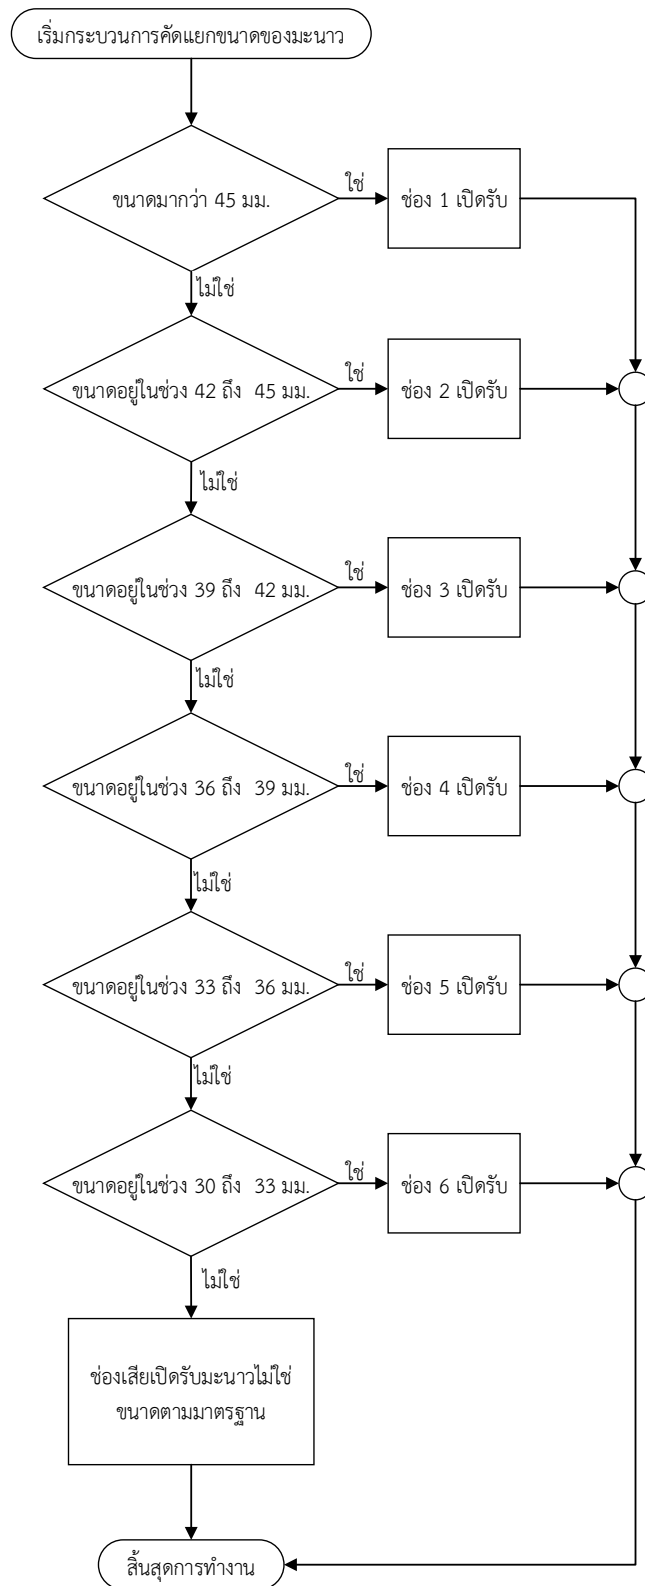 เริ่มกระบวนการคัดแยกขนาดของมะนาว
ขนาดมากว่า 45 มม.
ใช่
ช่อง 1 เปิดรับ
ไม่ใช่
ขนาดอยู่ในช่วง 42 ถึง 45 มม.
ใช่
ช่อง 2 เปิดรับ
ไม่ใช่
ขนาดอยู่ในช่วง 39 ถึง 42 มม.
ใช่
ช่อง 3 เปิดรับ
ไม่ใช่
ขนาดอยู่ในช่วง 36 ถึง 39 มม.
ใช่
ช่อง 4 เปิดรับ
ไม่ใช่
ขนาดอยู่ในช่วง 33 ถึง 36 มม.
ใช่
ช่อง 5 เปิดรับ
ไม่ใช่
ขนาดอยู่ในช่วง 30 ถึง 33 มม.
ใช่
ช่อง 6 เปิดรับ
ไม่ใช่
ช่องเสียเปิดรับมะนาวไม่ใช่
ขนาดตามมาตรฐาน
สิ้นสุดการทำงาน